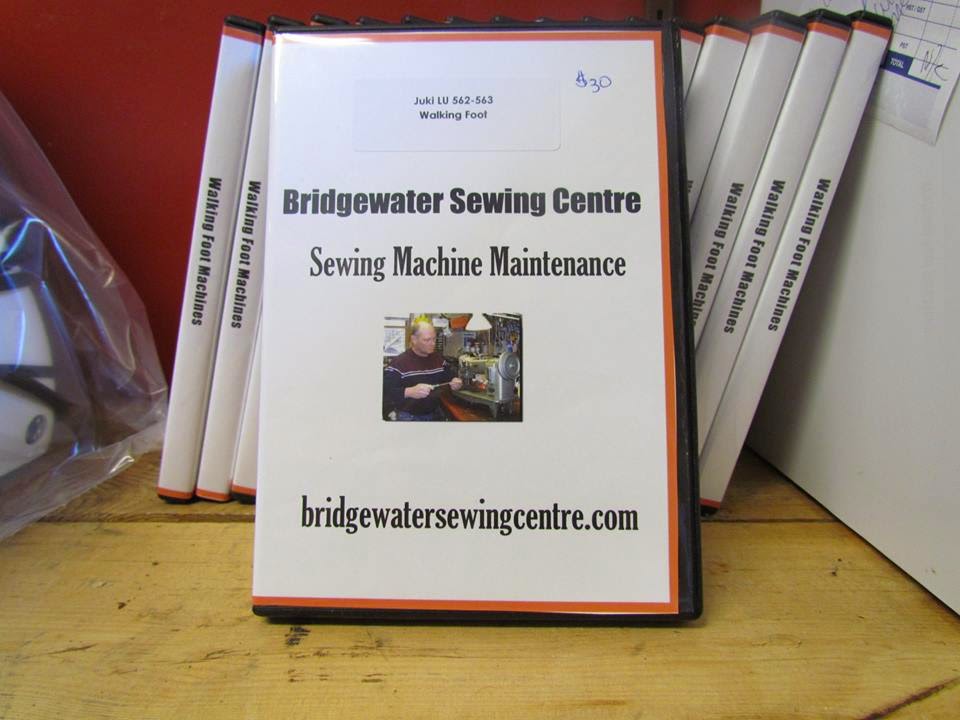 Juki LU 562-563
Walking Foot
$30
Bridgewater Sewing Centre
Sewing Machine Maintenance
bridgewatersewingcentre.com
Walking Foot Machines
Walking Foot Machines
Walking Foot Machines
Walking Foot Machines
Walking Foot Machines
PST
TOTAL
N/C